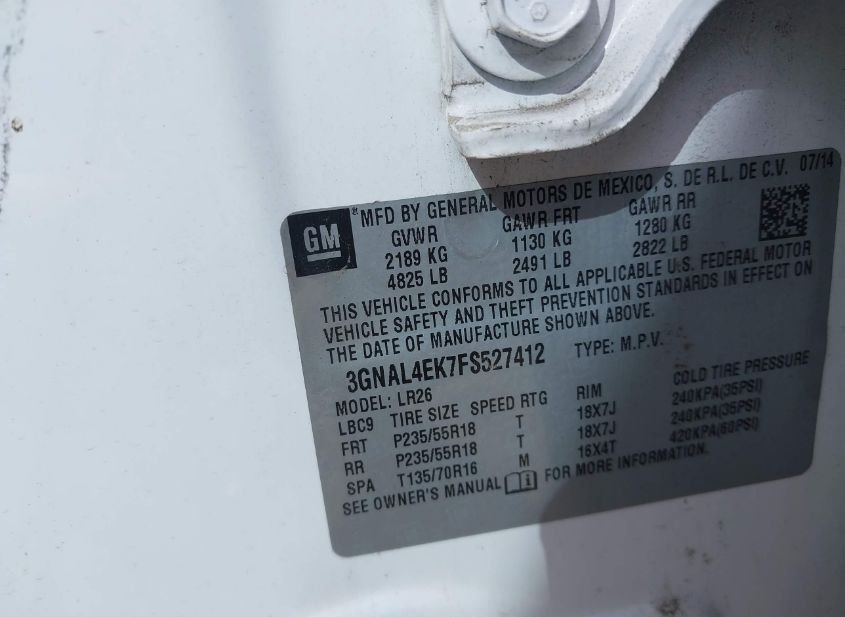 GM
® MFD BY GENERAL MOTORS DE MEXICO, S. DE R.L. DE C.V. 07/14
GVWR GAWR FRT GAWR RR
2189 KG 1130 KG 1280 KG
4825 LB 2491 LB 2822 LB
THIS VEHICLE CONFORMS TO ALL APPLICABLE U.S. FEDERAL MOTOR
VEHICLE SAFETY AND THEFT PREVENTION STANDARDS IN EFFECT ON
THE DATE OF MANUFACTURE SHOWN ABOVE.
3GNAL4EK7FS527412 TYPE: M.P.V.
MODEL: LR26
LBC9 TIRE SIZE SPEED RTG RIM COLD TIRE PRESSURE
FRT P235/55R18 T 18X7J 240KPA(35PSI)
RR P235/55R18 T 18X7J 240KPA(35PSI)
SPA T135/70R16 M 16X4T 420KPA(60PSI)
SEE OWNER'S MANUAL FOR MORE INFORMATION.